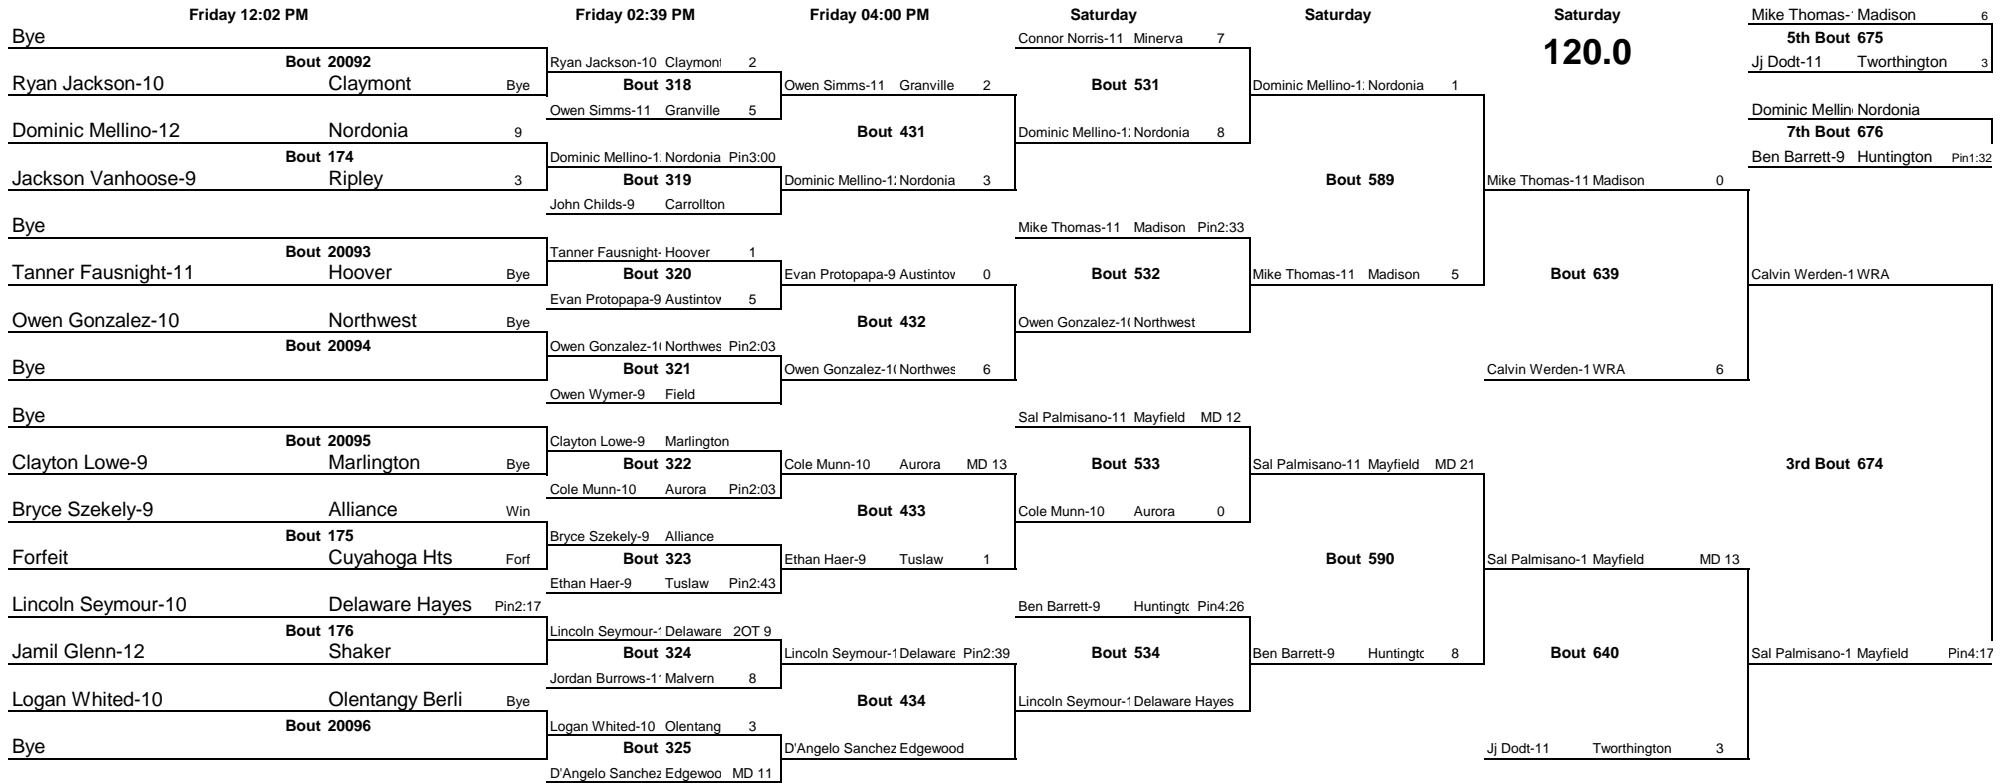 Friday 12:02 PM Friday 02:39 PM Friday 04:00 PM Saturday Saturday Saturday
120.0
Bye
Bout 20092
Ryan Jackson-10 Claymont Bye
Dominic Mellino-12 Nordonia 9
Bout 174
Jackson Vanhoose-9 Ripley 3
Bye
Bout 20093
Tanner Fausnight-11 Hoover Bye
Owen Gonzalez-10 Northwest Bye
Bout 20094
Bye
Bye
Bout 20095
Clayton Lowe-9 Marlington Bye
Bryce Szekely-9 Alliance Win
Bout 175
Forfeit Cuyahoga Hts Forf
Lincoln Seymour-10 Delaware Hayes Pin2:17
Bout 176
Jamil Glenn-12 Shaker
Logan Whited-10 Olentangy Berli Bye
Bout 20096
Bye
Ryan Jackson-10 Claymont 2
Bout 318
Owen Simms-11 Granville 5
Dominic Mellino-1 Nordonia Pin3:00
Bout 319
John Childs-9 Carrollton
Tanner Fausnight- Hoover 1
Bout 320
Evan Protopapa-9 Austintov 5
Owen Gonzalez-1( Northwes Pin2:03
Bout 321
Owen Wymer-9 Field
Clayton Lowe-9 Marlington
Bout 322
Cole Munn-10 Aurora Pin2:03
Bryce Szekely-9 Alliance
Bout 323
Ethan Haer-9 Tuslaw Pin2:43
Lincoln Seymour-1 Delaware 2OT 9
Bout 324
Jordan Burrows-1 Malvern 8
Logan Whited-10 Olentang 3
Bout 325
D'Angelo Sanchez Edgewoo MD 11
Owen Simms-11 Granville 2
Bout 431
Dominic Mellino-1 Nordonia 3
Evan Protopapa-9 Austintov 0
Bout 432
Owen Gonzalez-1( Northwes 6
Cole Munn-10 Aurora MD 13
Bout 433
Ethan Haer-9 Tuslaw 1
Lincoln Seymour-1 Delaware Pin2:39
Bout 434
D'Angelo Sanchez Edgewood
Connor Norris-11 Minerva 7
Bout 531
Dominic Mellino-1 Nordonia 8
Mike Thomas-11 Madison Pin2:33
Bout 532
Owen Gonzalez-1( Northwest
Sal Palmisano-11 Mayfield MD 12
Bout 533
Cole Munn-10 Aurora 0
Ben Barrett-9 Huntingtc Pin4:26
Bout 534
Lincoln Seymour-1 Delaware Hayes
Dominic Mellino-1 Nordonia 1
Bout 589
Mike Thomas-11 Madison 5
Sal Palmisano-11 Mayfield MD 21
Bout 590
Ben Barrett-9 Huntingtc 8
Mike Thomas-11 Madison 0
Bout 639
Calvin Werden-1 WRA 6
Sal Palmisano-1 Mayfield MD 13
Bout 640
Jj Dodt-11 Tworthington 3
Calvin Werden-1 WRA
3rd Bout 674
Sal Palmisano-1 Mayfield Pin4:17
Mike Thomas- Madison 6
5th Bout 675
Jj Dodt-11 Tworthington 3
Dominic Mellin Nordonia
7th Bout 676
Ben Barrett-9 Huntington Pin1:32